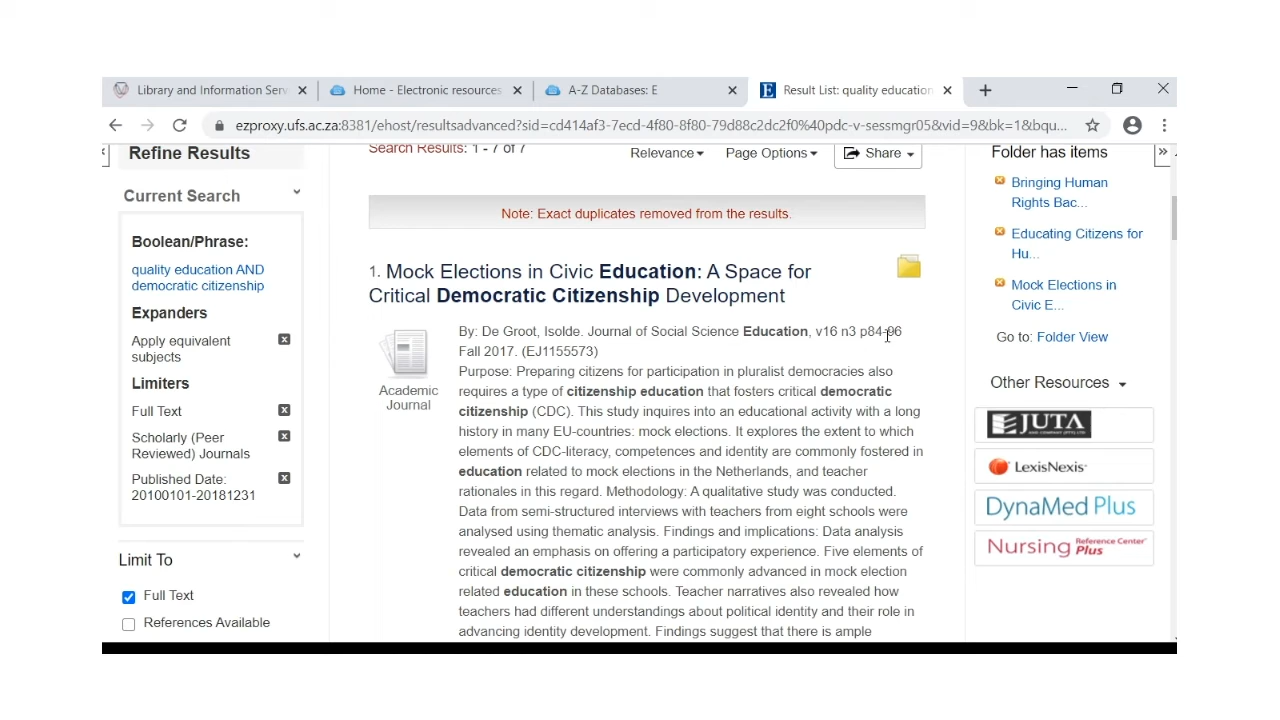 Library and Information Serv
Home - Electronic resources
A-Z Databases: E
Result List: quality education
ezproxy.ufs.ac.za:8381/ehost/resultsadvanced?sid=cd414af3-7ecd-4f80-8f80-79d88c2dc2f0%40pdc-v-sessmgr05&vid=9&bk=1&bqu...
Refine Results
Current Search
Boolean/Phrase:
quality education AND
democratic citizenship
Expanders
Apply equivalent
subjects
Limiters
Full Text
Scholarly (Peer
Reviewed) Journals
Published Date:
20100101-20181231
Limit To
Full Text
References Available
Search Results: 1 - 7 of 7
Relevance
Page Options
Share
Note: Exact duplicates removed from the results.
1. Mock Elections in Civic Education: A Space for
Critical Democratic Citizenship Development
Academic
Journal
By: De Groot, Isolde. Journal of Social Science Education, v16 n3 p84-96
Fall 2017. (EJ1155573)
Purpose: Preparing citizens for participation in pluralist democracies also
requires a type of citizenship education that fosters critical democratic
citizenship (CDC). This study inquires into an educational activity with a long
history in many EU-countries: mock elections. It explores the extent to which
elements of CDC-literacy, competences and identity are commonly fostered in
education related to mock elections in the Netherlands, and teacher
rationales in this regard. Methodology: A qualitative study was conducted.
Data from semi-structured interviews with teachers from eight schools were
analysed using thematic analysis. Findings and implications: Data analysis
revealed an emphasis on offering a participatory experience. Five elements of
critical democratic citizenship were commonly advanced in mock election
related education in these schools. Teacher narratives also revealed how
teachers had different understandings about political identity and their role in
advancing identity development. Findings suggest that there is ample
Folder has items
Bringing Human
Rights Bac...
Educating Citizens for
Hu...
Mock Elections in
Civic E...
Go to: Folder View
Other Resources
JUTA
LexisNexis
DynaMed Plus
Nursing Reference Center Plus